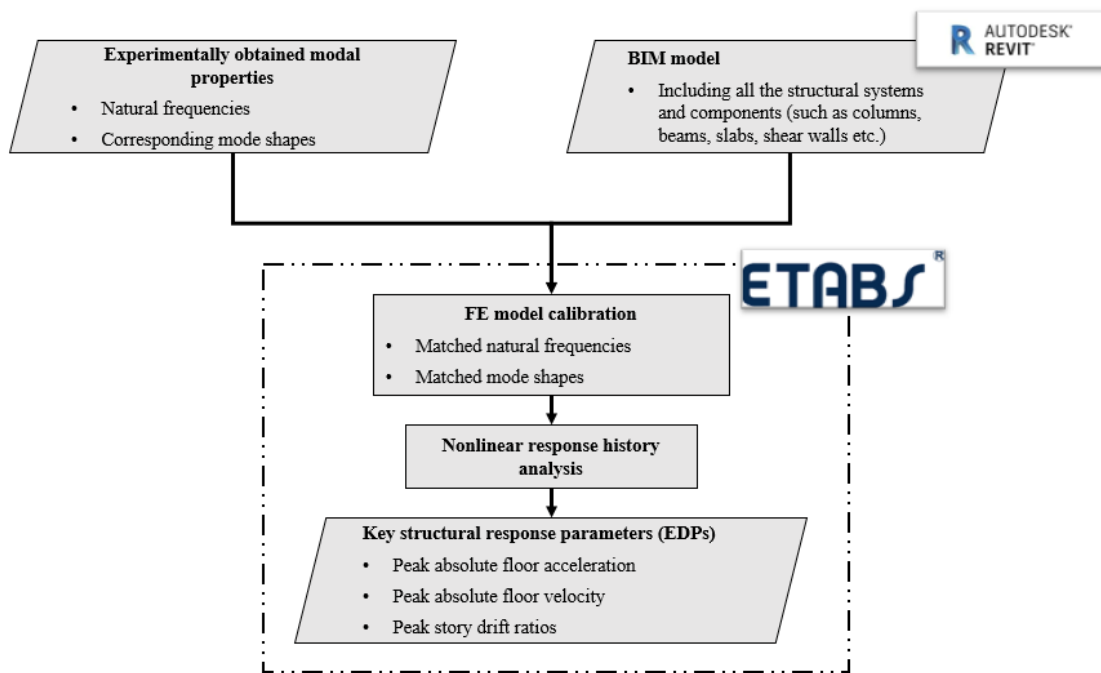 Experimentally obtained modal
properties
• Natural frequencies
• Corresponding mode shapes
AUTODESK®
REVIT®
BIM model
• Including all the structural systems
and components (such as columns,
beams, slabs, shear walls etc.)
ETABS®
FE model calibration
• Matched natural frequencies
• Matched mode shapes
Nonlinear response history
analysis
Key structural response parameters (EDPs)
• Peak absolute floor acceleration
• Peak absolute floor velocity
• Peak story drift ratios